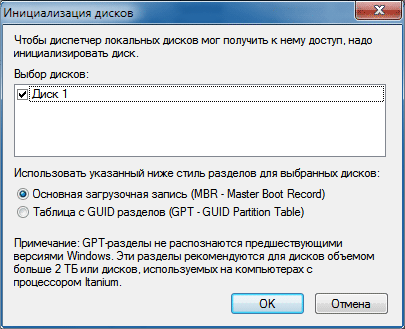 Инициализация дисков
Чтобы диспетчер локальных дисков мог получить к нему доступ, надо
инициализировать диск.
Выбор дисков:
Диск 1
Использовать указанный ниже стиль разделов для выбранных дисков:
Основная загрузочная запись (MBR - Master Boot Record)
Таблица с GUID разделов (GPT - GUID Partition Table)
Примечание: GPT-разделы не распознаются предшествующими
версиями Windows. Эти разделы рекомендуются для дисков объемом
больше 2 ТБ или дисков, используемых на компьютерах с
процессором Itanium.
OK
Отмена